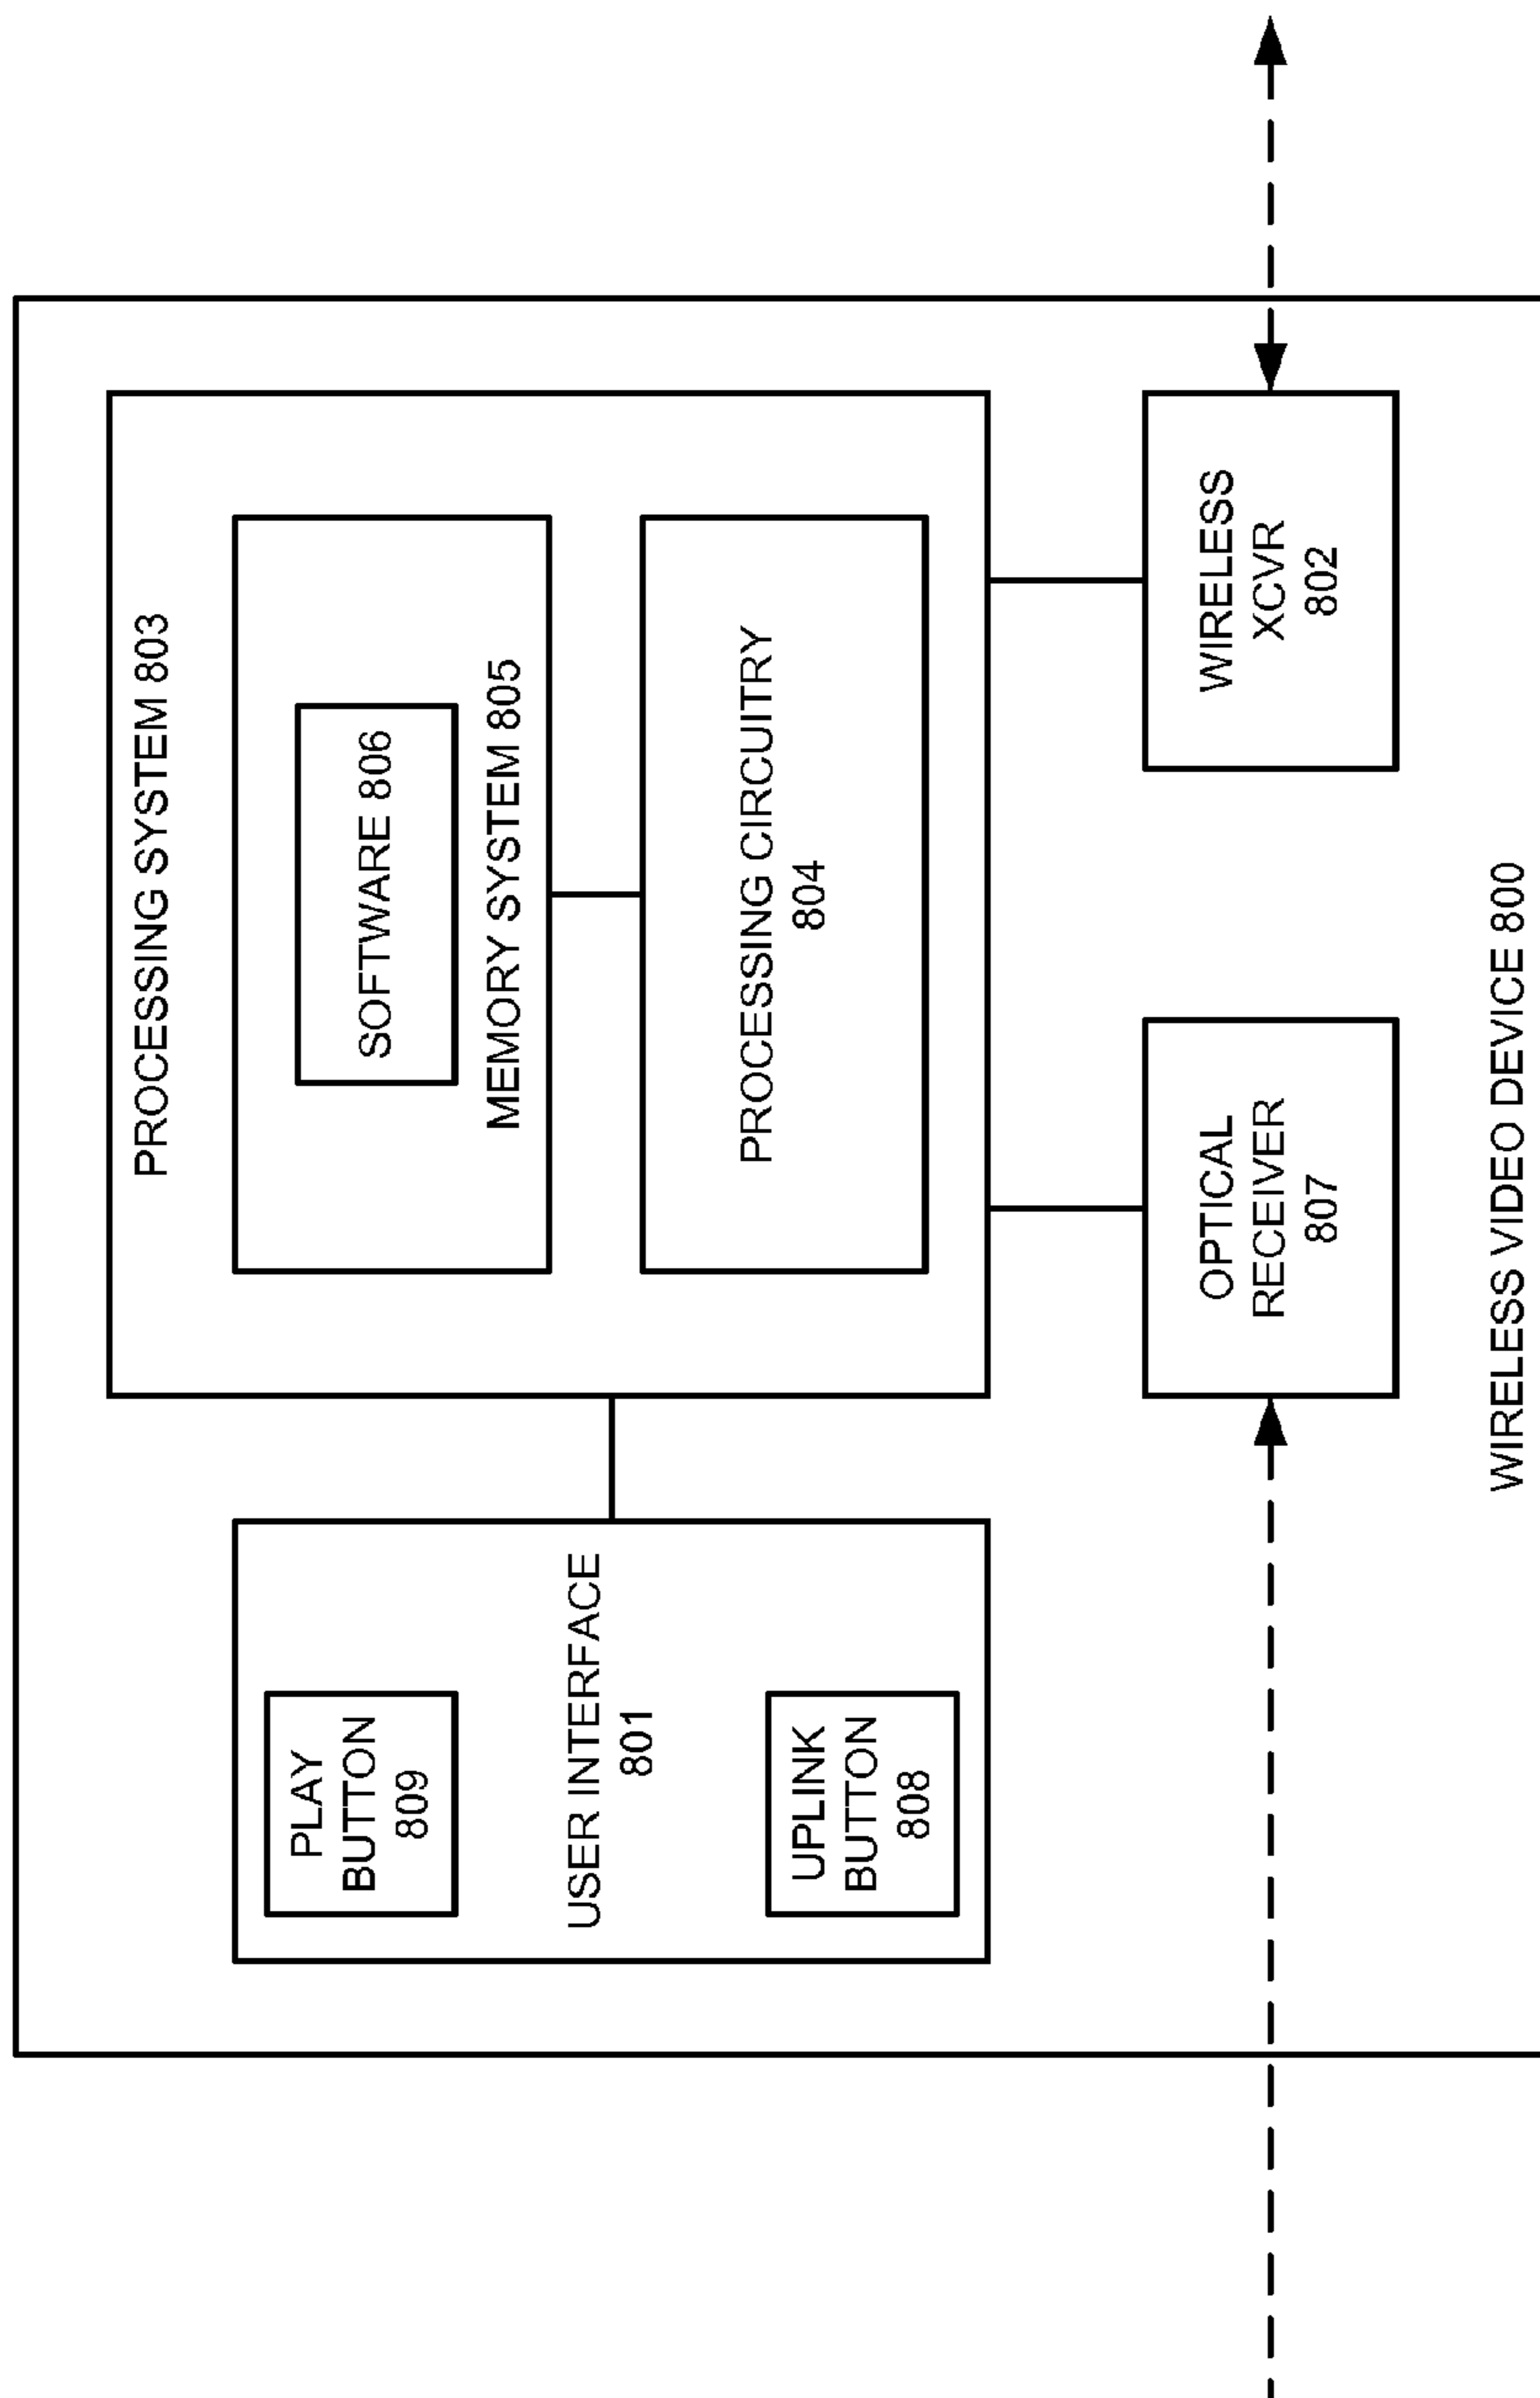 PROCESSING SYSTEM 803
SOFTWARE 806
MEMORY SYSTEM 805
PROCESSING CIRCUITRY
804
PLAY
BUTTON
809
USER INTERFACE
801
UPLINK
BUTTON
808
OPTICAL
RECEIVER
807
WIRELESS
XCVR
802
WIRELESS VIDEO DEVICE 800